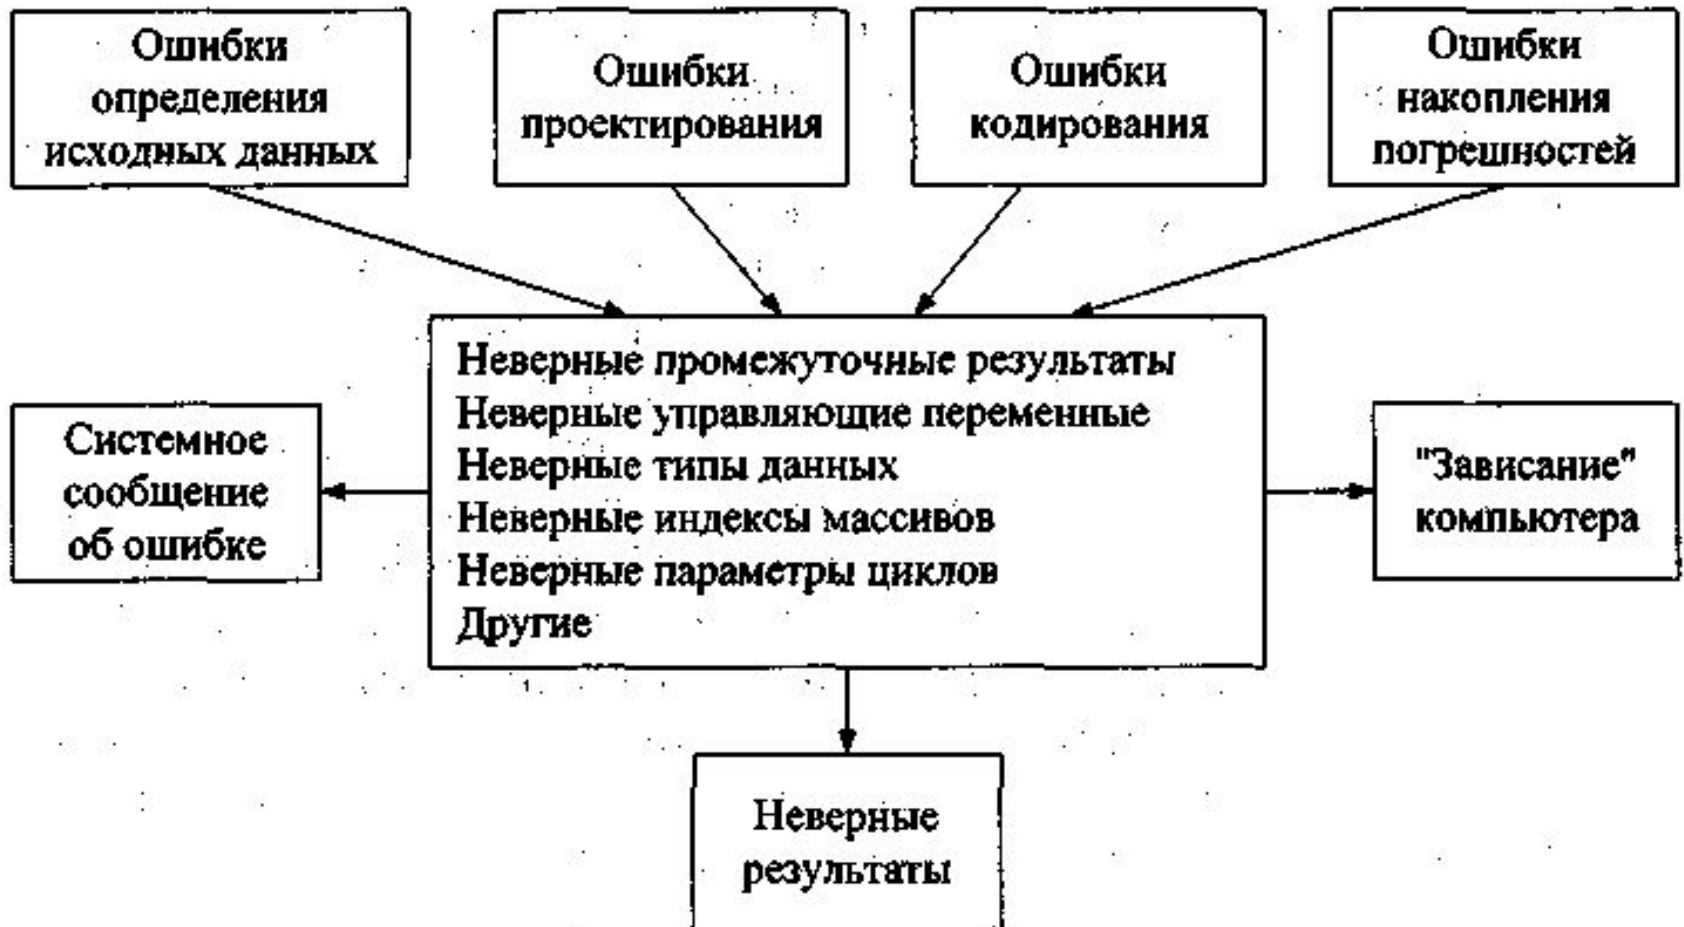 Ошибки
определения
исходных данных
Ошибки
проектирования
Ошибки
кодирования
Ошибки
накопления
погрешностей
Неверные промежуточные результаты
Неверные управляющие переменные
Неверные типы данных
Неверные индексы массивов
Неверные параметры циклов
Другие
Системное
сообщение
об ошибке
"Зависание"
компьютера
Неверные
результаты